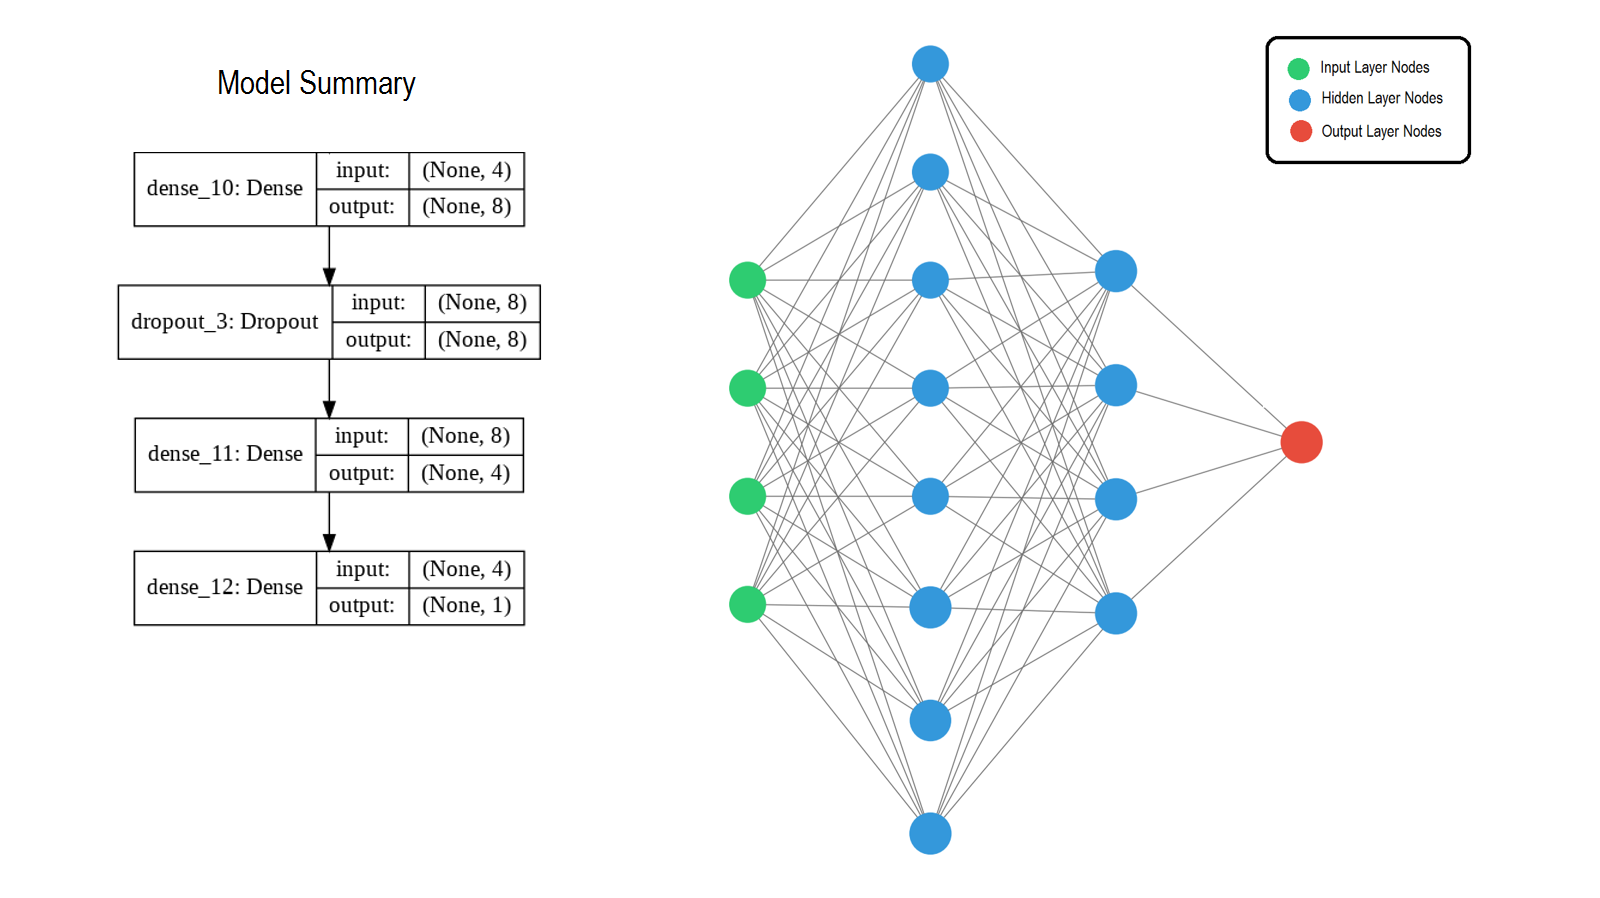 Model Summary
dense_10: Dense
input: (None, 4)
output: (None, 8)
dropout_3: Dropout
input: (None, 8)
output: (None, 8)
dense_11: Dense
input: (None, 8)
output: (None, 4)
dense_12: Dense
input: (None, 4)
output: (None, 1)
Input Layer Nodes
Hidden Layer Nodes
Output Layer Nodes